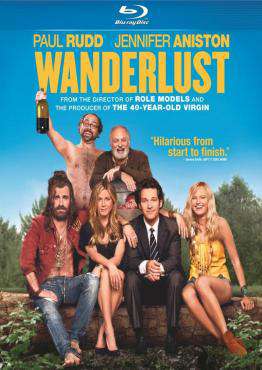 Blu-ray Disc
PAUL RUDD JENNIFER ANISTON
WANDERLUST
FROM THE DIRECTOR OF ROLE MODELS AND
THE PRODUCER OF THE 40-YEAR-OLD VIRGIN
"Hilarious from
start to finish."